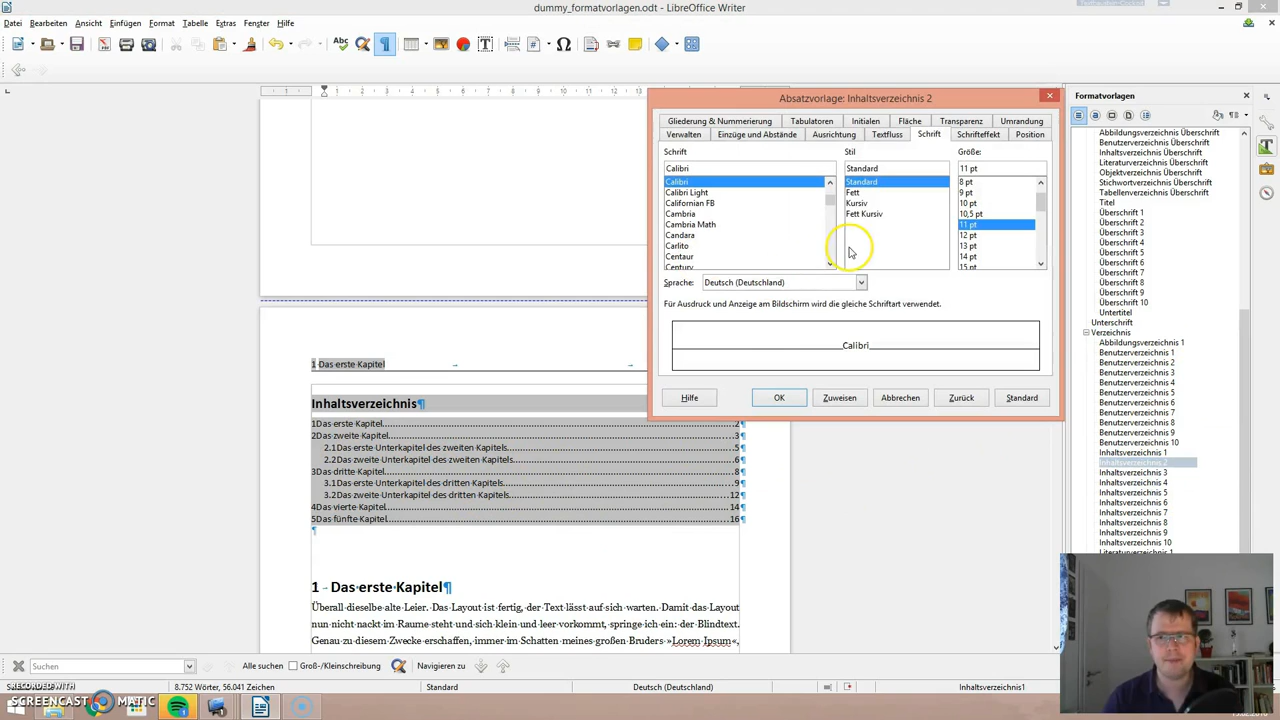 dummy_formatvorlagen.odt - LibreOffice Writer
Datei Bearbeiten Ansicht Einfügen Format Tabelle Extras Fenster Hilfe
Absatzvorlage: Inhaltsverzeichnis 2
Gliederung & Nummerierung Tabulatoren Initialen Fläche Transparenz Umrandung
Verwalten Einzüge und Abstände Ausrichtung Textfluss Schrift Schrifteffekt Position
Schrift Stil Größe:
Calibri Standard 11 pt
Calibri Standard 8 pt
Calibri Light Fett 9 pt
Californian FB Kursiv 10 pt
Cambria Fett Kursiv 10,5 pt
Cambria Math 11 pt
Candara 12 pt
Carlito 13 pt
Centaur 14 pt
Century 15 pt
Sprache: Deutsch (Deutschland)
Für Ausdruck und Anzeige am Bildschirm wird die gleiche Schriftart verwendet.
Calibri
Hilfe OK Zuweisen Abbrechen Zurück Standard
Formatvorlagen
Abbildungsverzeichnis Überschrift
Benutzerverzeichnis Überschrift
Inhaltsverzeichnis Überschrift
Literaturverzeichnis Überschrift
Objektverzeichnis Überschrift
Stichwortverzeichnis Überschrift
Tabellenverzeichnis Überschrift
Titel
Überschrift 1
Überschrift 2
Überschrift 3
Überschrift 4
Überschrift 5
Überschrift 6
Überschrift 7
Überschrift 8
Überschrift 9
Überschrift 10
Untertitel
Unterschrift
Verzeichnis
Abbildungsverzeichnis 1
Benutzerverzeichnis 1
Benutzerverzeichnis 2
Benutzerverzeichnis 3
Benutzerverzeichnis 4
Benutzerverzeichnis 5
Benutzerverzeichnis 6
Benutzerverzeichnis 7
Benutzerverzeichnis 8
Benutzerverzeichnis 9
Benutzerverzeichnis 10
Inhaltsverzeichnis 1
Inhaltsverzeichnis 2
Inhaltsverzeichnis 3
Inhaltsverzeichnis 4
Inhaltsverzeichnis 5
Inhaltsverzeichnis 6
Inhaltsverzeichnis 7
Inhaltsverzeichnis 8
Inhaltsverzeichnis 9
Inhaltsverzeichnis 10
1 Das erste Kapitel
Inhaltsverzeichnis¶
1Das erste Kapitel 2¶
2Das zweite Kapitel 3¶
2.1Das erste Unterkapitel des zweiten Kapitels 5¶
2.2Das zweite Unterkapitel des zweiten Kapitels 6¶
3Das dritte Kapitel 8¶
3.1Das erste Unterkapitel des dritten Kapitels 9¶
3.2Das zweite Unterkapitel des dritten Kapitels 12¶
4Das vierte Kapitel 14¶
5Das fünfte Kapitel 16¶
¶
1 → Das erste Kapitel¶
Überall dieselbe alte Leier. Das Layout ist fertig, der Text lässt auf sich warten. Damit das Layout
nun nicht nackt im Raume steht und sich klein und leer vorkommt, springe ich ein: der Blindtext.
Genau zu diesem Zwecke erschaffen, immer im Schatten meines großen Bruders »Lorem Ipsum«,
Suchen Alle suchen Groß-/Kleinschreibung Navigieren zu
8.752 Wörter, 56.041 Zeichen Standard Deutsch (Deutschland) Inhaltsverzeichnis1
RECORDED WITH
SCREENCAST MATIC